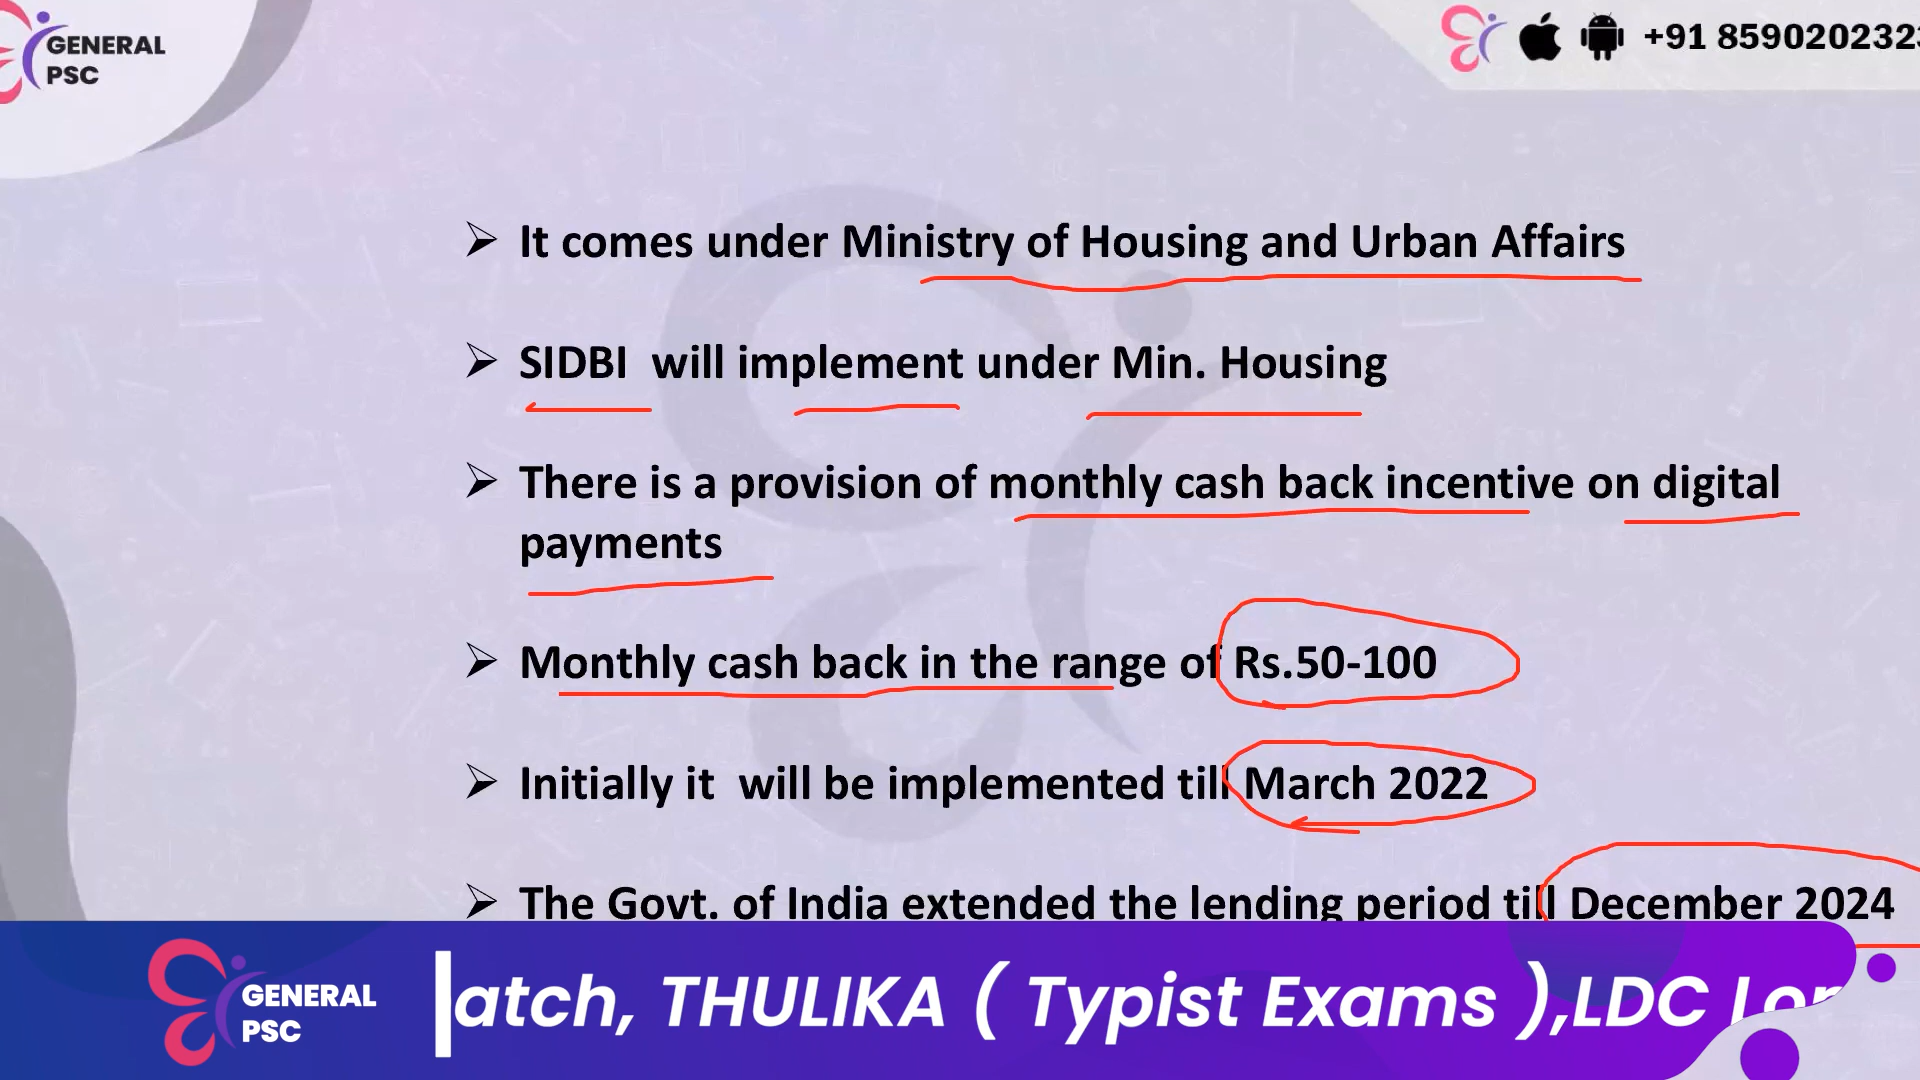 GENERAL
PSC
+91 859020232
➢ It comes under Ministry of Housing and Urban Affairs
➢ SIDBI will implement under Min. Housing
➢ There is a provision of monthly cash back incentive on digital
payments
➢ Monthly cash back in the range of Rs.50-100
➢ Initially it will be implemented till March 2022
➢ The Govt. of India extended the lending period till December 2024
GENERAL
PSC
atch, THULIKA ( Typist Exams ),LDC